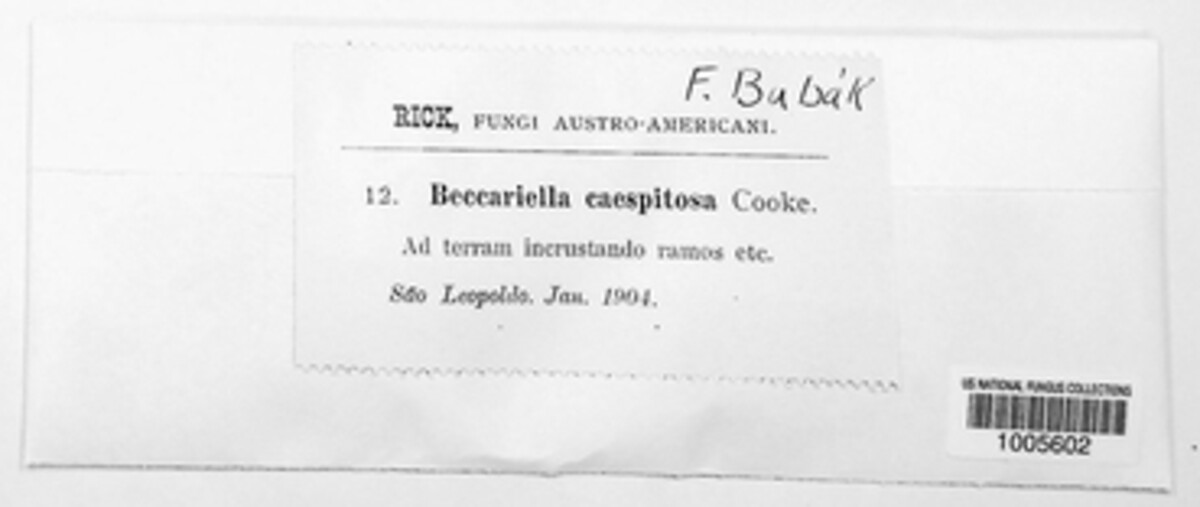 F. Bubák
RICK, FUNGI AUSTRO-AMERICANI.
12. Beccariella caespitosa Cooke.
Ad terram incrustando ramos etc.
São Leopoldo. Jan. 1904.
US NATIONAL FUNGUS COLLECTIONS
1005602